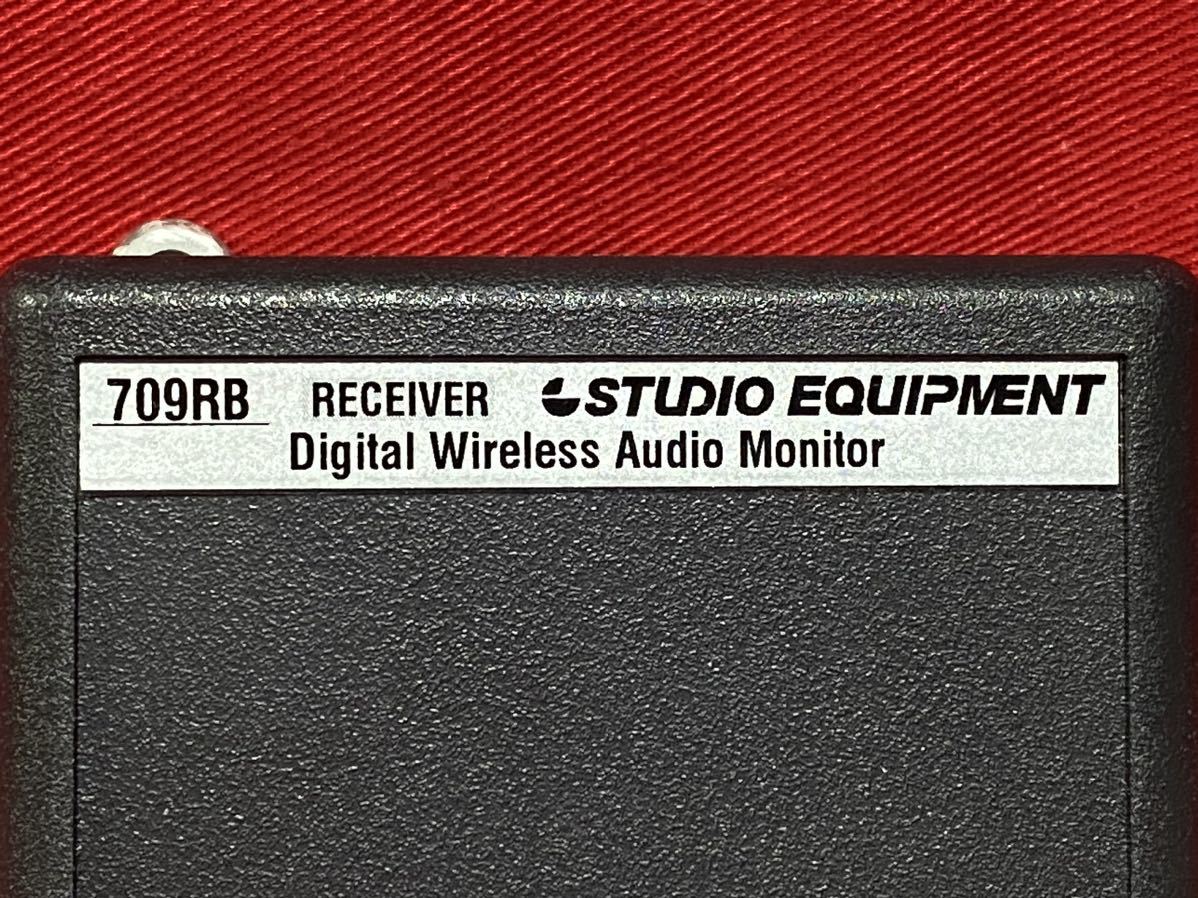 709RB RECEIVER STUDIO EQUIPMENT
Digital Wireless Audio Monitor